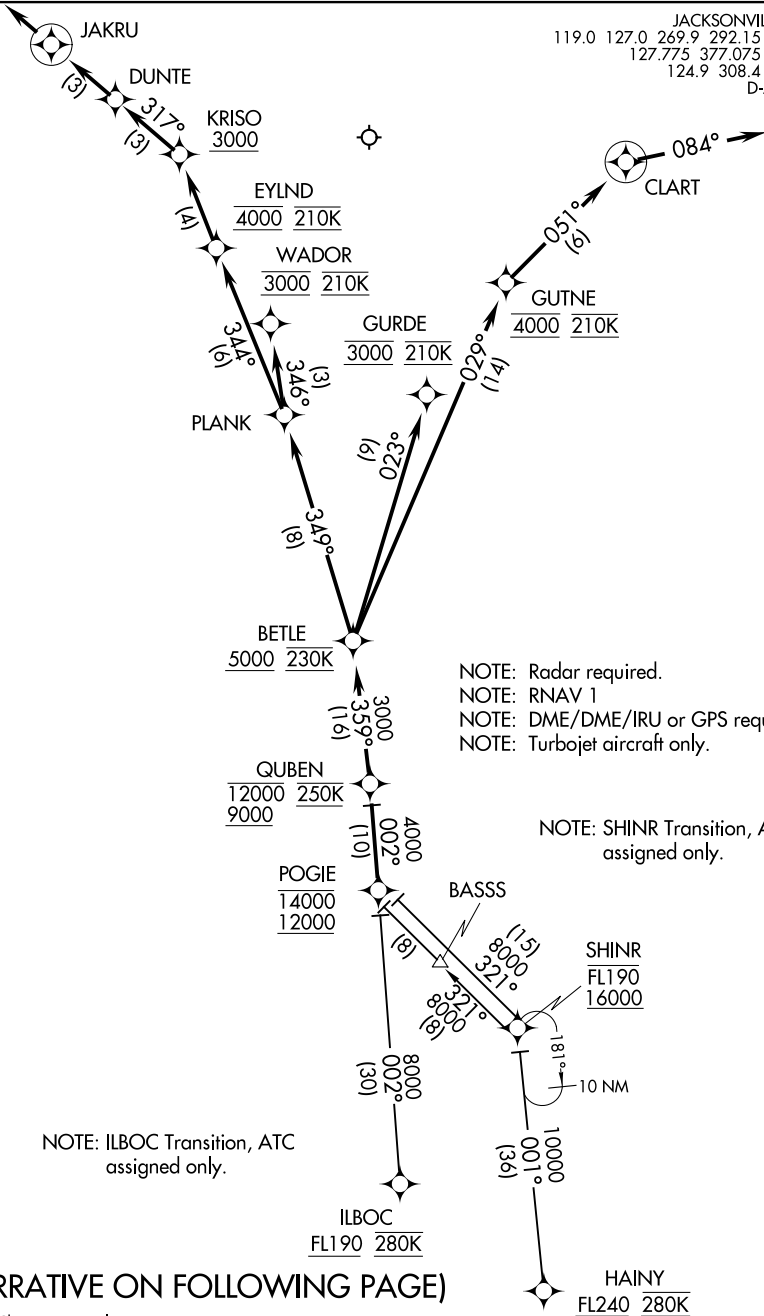 JAKRU
119.0 127.0 269.9 292.15
127.775 377.075
124.9 308.4
(3)
DUNTE
317°
(3)
KRISO
3000
084°
CLART
(4)
EYLND
4000 210K
051°
(6)
WADOR
3000 210K
GUTNE
4000 210K
GURDE
3000 210K
344°
(6)
346°
(3)
029°
(14)
PLANK
023°
(9)
349°
(8)
BETLE
5000 230K
NOTE: Radar required.
NOTE: RNAV 1
NOTE: DME/DME/IRU or GPS
NOTE: Turbojet aircraft only.
3000
359°
(16)
QUBEN
12000 250K
9000
NOTE: SHINR Transition,
assigned only.
4000
002°
(10)
POGIE
14000
12000
BASSS
(8)
(15)
8000
321°
SHINR
FL190
16000
321°
8000
(8)
181°
10 NM
8000
002°
(30)
NOTE: ILBOC Transition, ATC
assigned only.
10000
001°
(36)
ILBOC
FL190 280K
HAINY
FL240 280K
ON FOLLOWING PAGE)